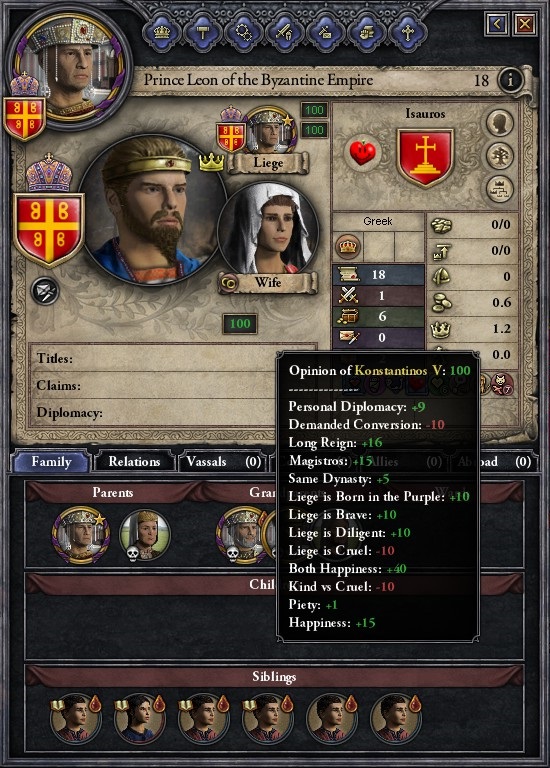 Prince Leon of the Byzantine Empire 18
100
100
Liege
Isauros
Greek
Wife
100
18
1
6
0
0/0
0/0
0
0.6
1.2
0.0
7
Titles:
Claims:
Diplomacy:
Opinion of Konstantinos V: 100
---------------
Personal Diplomacy: +9
Demanded Conversion: -10
Long Reign: +16
Magistros: +15
Same Dynasty: +5
Liege is Born in the Purple: +10
Liege is Brave: +10
Liege is Diligent: +10
Liege is Cruel: -10
Both Happiness: +40
Kind vs Cruel: -10
Piety: +1
Happiness: +15
Family Relations Vassals (0) Allies (0) (0)
Parents
Siblings